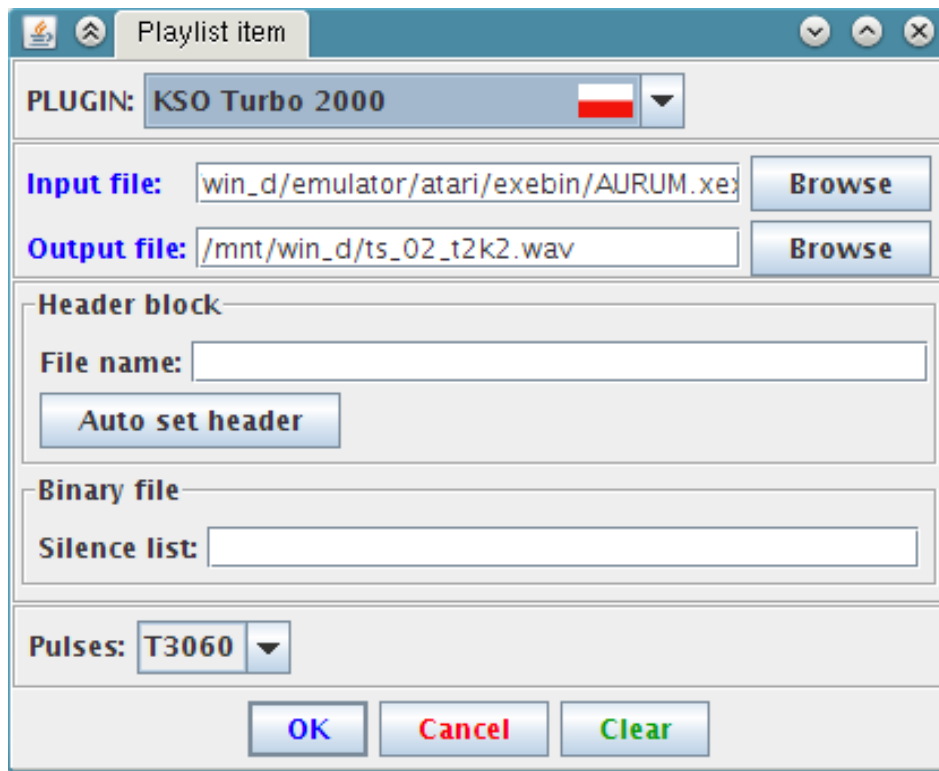 Playlist item
PLUGIN: KSO Turbo 2000
Input file: win_d/emulator/atari/exebin/AURUM.xex Browse
Output file: /mnt/win_d/ts_02_t2k2.wav Browse
Header block
File name:
Auto set header
Binary file
Silence list:
Pulses: T3060
OK Cancel Clear